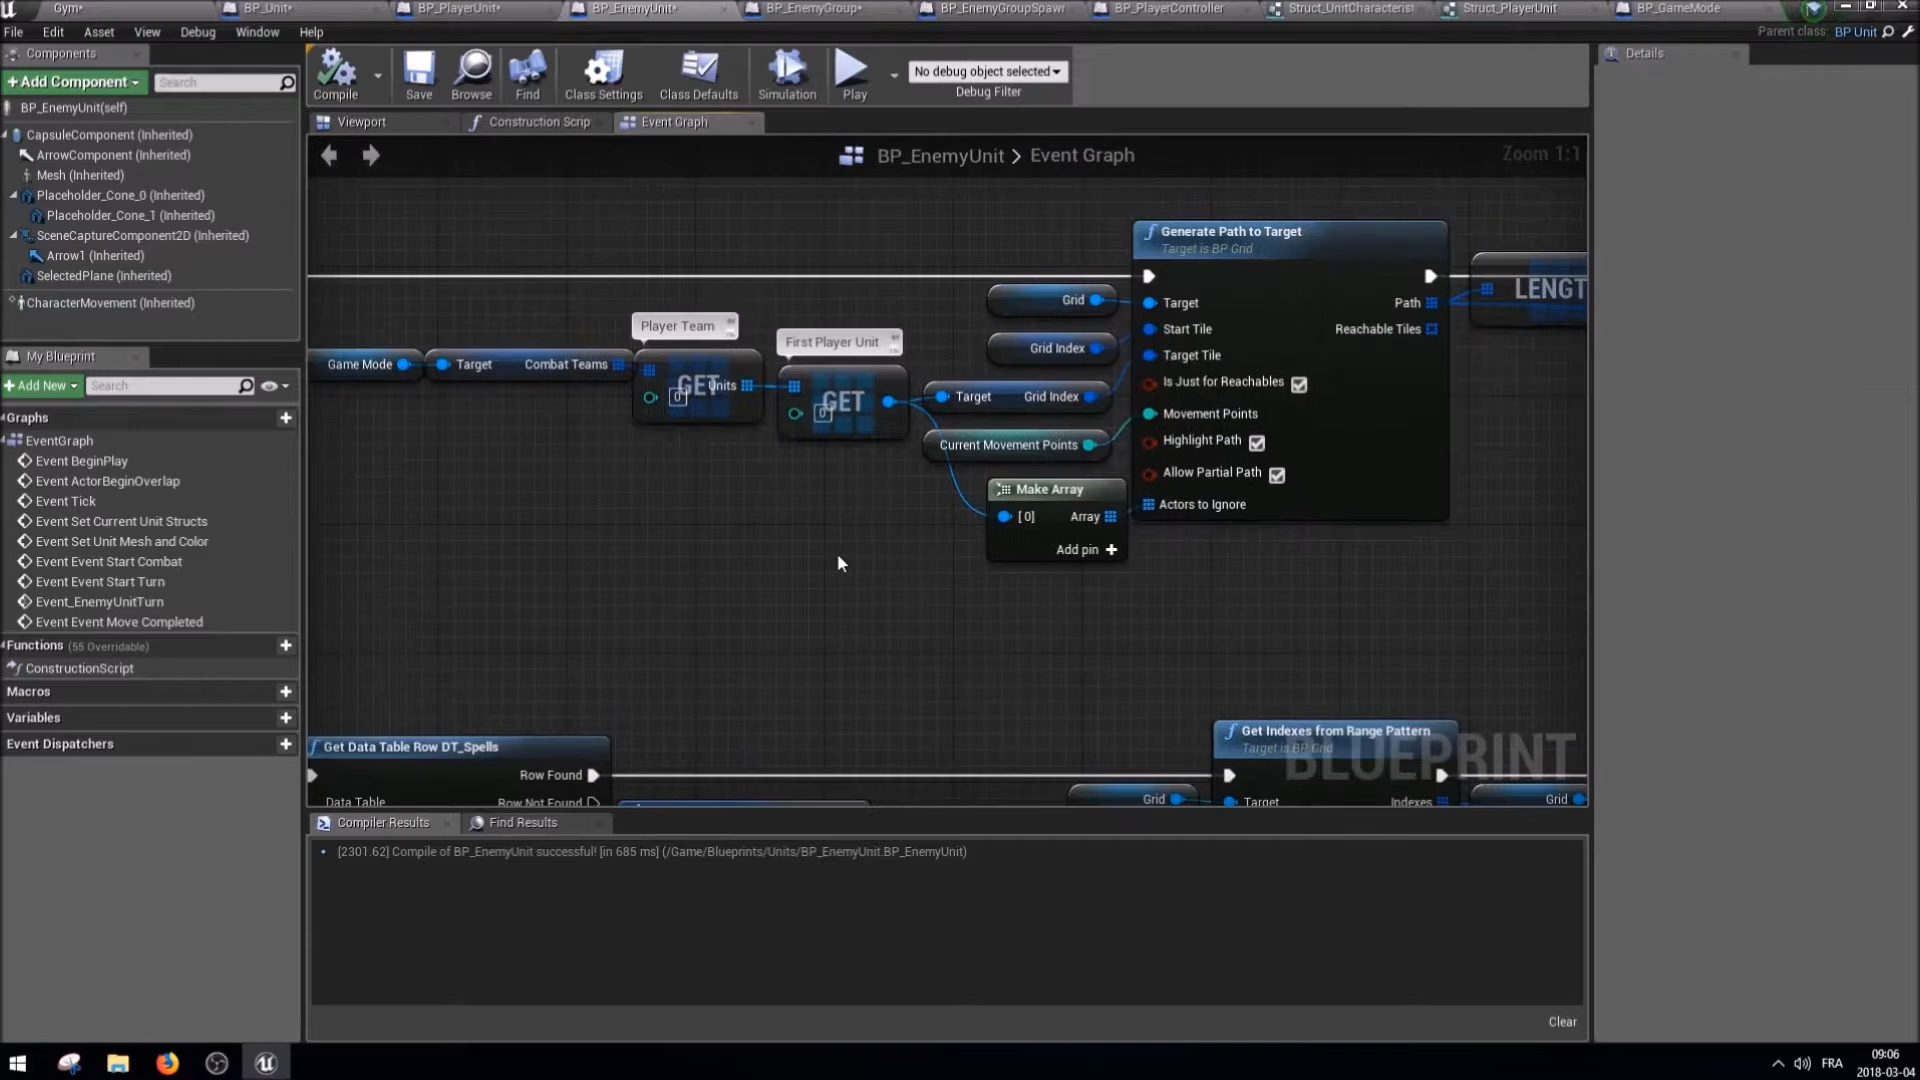 Gym*
BP_Unit*
BP_PlayerUnit*
BP_EnemyUnit*
BP_EnemyGroup*
BP_EnemyGroupSpawr
BP_PlayerController
Struct_UnitCharacterist
Struct_PlayerUnit
BP_GameMode
File
Edit
Asset
View
Debug
Window
Help
Parent class: BP Unit
Components
+Add Component
Search
BP_EnemyUnit(self)
CapsuleComponent (Inherited)
ArrowComponent (Inherited)
Mesh (Inherited)
Placeholder_Cone_0 (Inherited)
Placeholder_Cone_1 (Inherited)
SceneCaptureComponent2D (Inherited)
Arrow1 (Inherited)
SelectedPlane (Inherited)
CharacterMovement (Inherited)
Compile
Save
Browse
Find
Class Settings
Class Defaults
Simulation
Play
No debug object selected
Debug Filter
Details
Viewport
Construction Scrip
Event Graph
BP_EnemyUnit > Event Graph
Zoom 1:1
My Blueprint
+Add New
Search
Graphs
EventGraph
Event BeginPlay
Event ActorBeginOverlap
Event Tick
Event Set Current Unit Structs
Event Set Unit Mesh and Color
Event Event Start Combat
Event Event Start Turn
Event_EnemyUnitTurn
Event Event Move Completed
Functions (55 Overridable)
ConstructionScript
Macros
Variables
Event Dispatchers
Game Mode
Target
Combat Teams
Player Team
GET
Units
0
First Player Unit
GET
0
Grid
Grid Index
Target
Grid Index
Current Movement Points
Make Array
[0]
Array
Add pin +
Generate Path to Target
Target is BP Grid
Target
Path
Start Tile
Reachable Tiles
Target Tile
Is Just for Reachables
Movement Points
Highlight Path
Allow Partial Path
Actors to Ignore
LENGT
Get Data Table Row DT_Spells
Row Found
Data Table
Row Not Found
Get Indexes from Range Pattern
Target is BP Grid
Grid
Target
Indexes
Grid
BLUEPRINT
Compiler Results
Find Results
[2301.62] Compile of BP_EnemyUnit successful! [in 685 ms] (/Game/Blueprints/Units/BP_EnemyUnit.BP_EnemyUnit)
Clear
FRA
09:06
2018-03-04